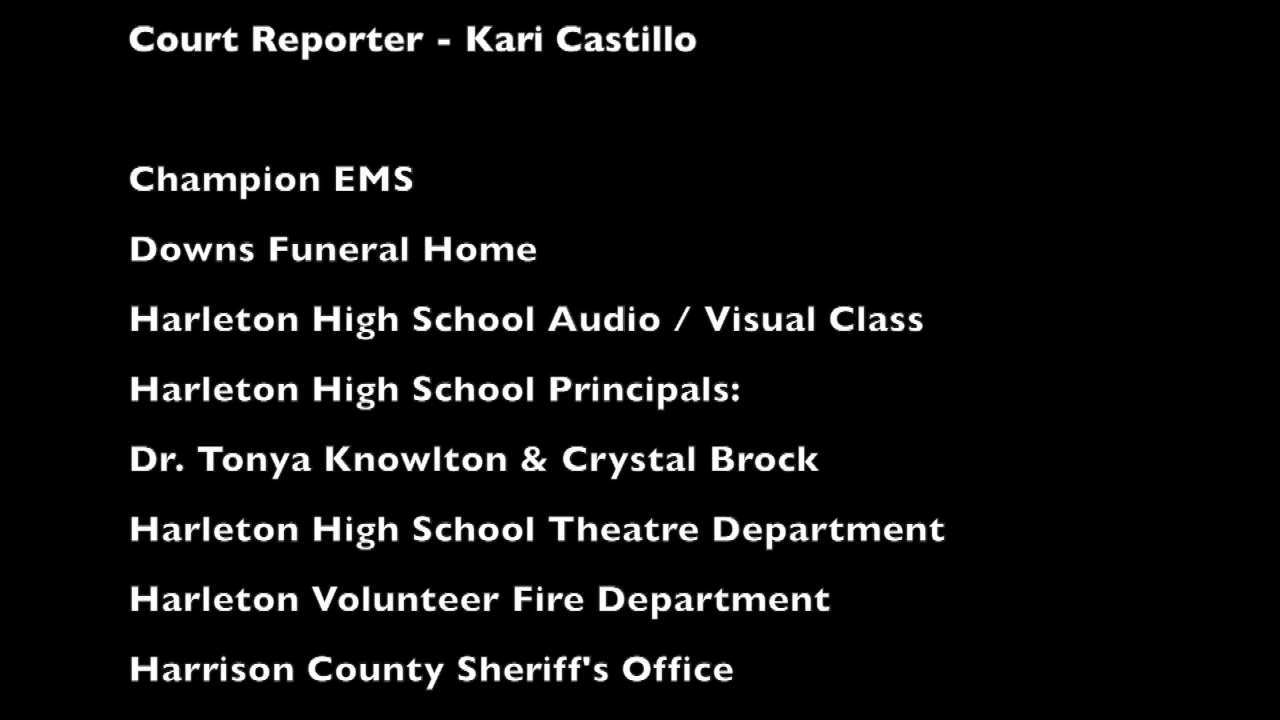 Court Reporter - Kari Castillo
Champion EMS
Downs Funeral Home
Harleton High School Audio / Visual Class
Harleton High School Principals:
Dr. Tonya Knowlton & Crystal Brock
Harleton High School Theatre Department
Harleton Volunteer Fire Department
Harrison County Sheriff's Office